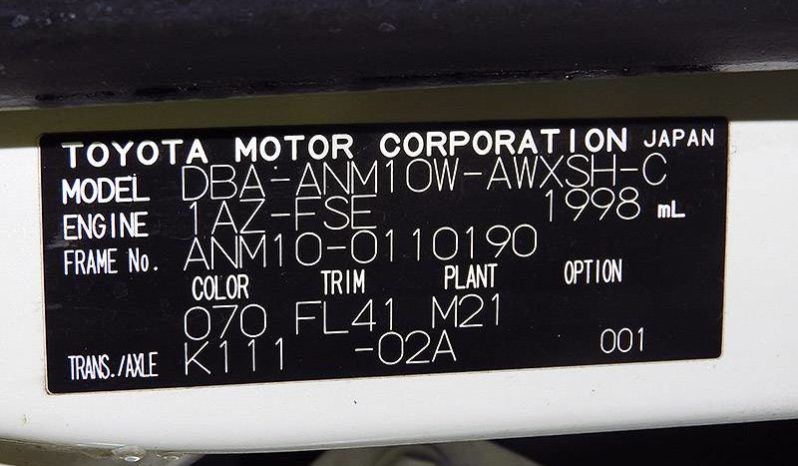 TOYOTA MOTOR CORPORATION JAPAN
MODEL DBA-ANM10W-AWXSH-C
ENGINE 1AZ-FSE 1998 mL
FRAME No. ANM10-0110190
COLOR TRIM PLANT OPTION
070 FL41 M21
TRANS./AXLE K111 -02A 001